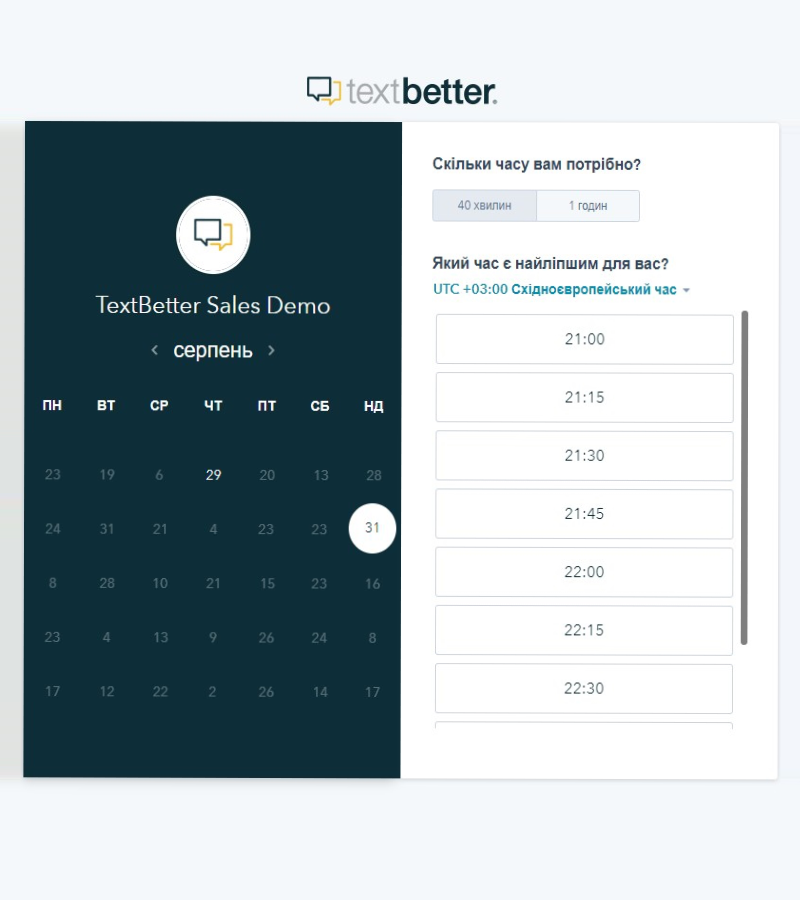 textbetter.
TextBetter Sales Demo
серпень
ПН ВТ СР ЧТ ПТ СБ НД
23 19 6 29 20 13 28
24 31 21 4 23 23 31
8 28 10 21 15 23 16
23 4 13 9 26 24 8
17 12 22 2 26 14 17
Скільки часу вам потрібно?
40 хвилин 1 годин
Який час є найліпшим для вас?
UTC +03:00 Східноєвропейський час
21:00
21:15
21:30
21:45
22:00
22:15
22:30